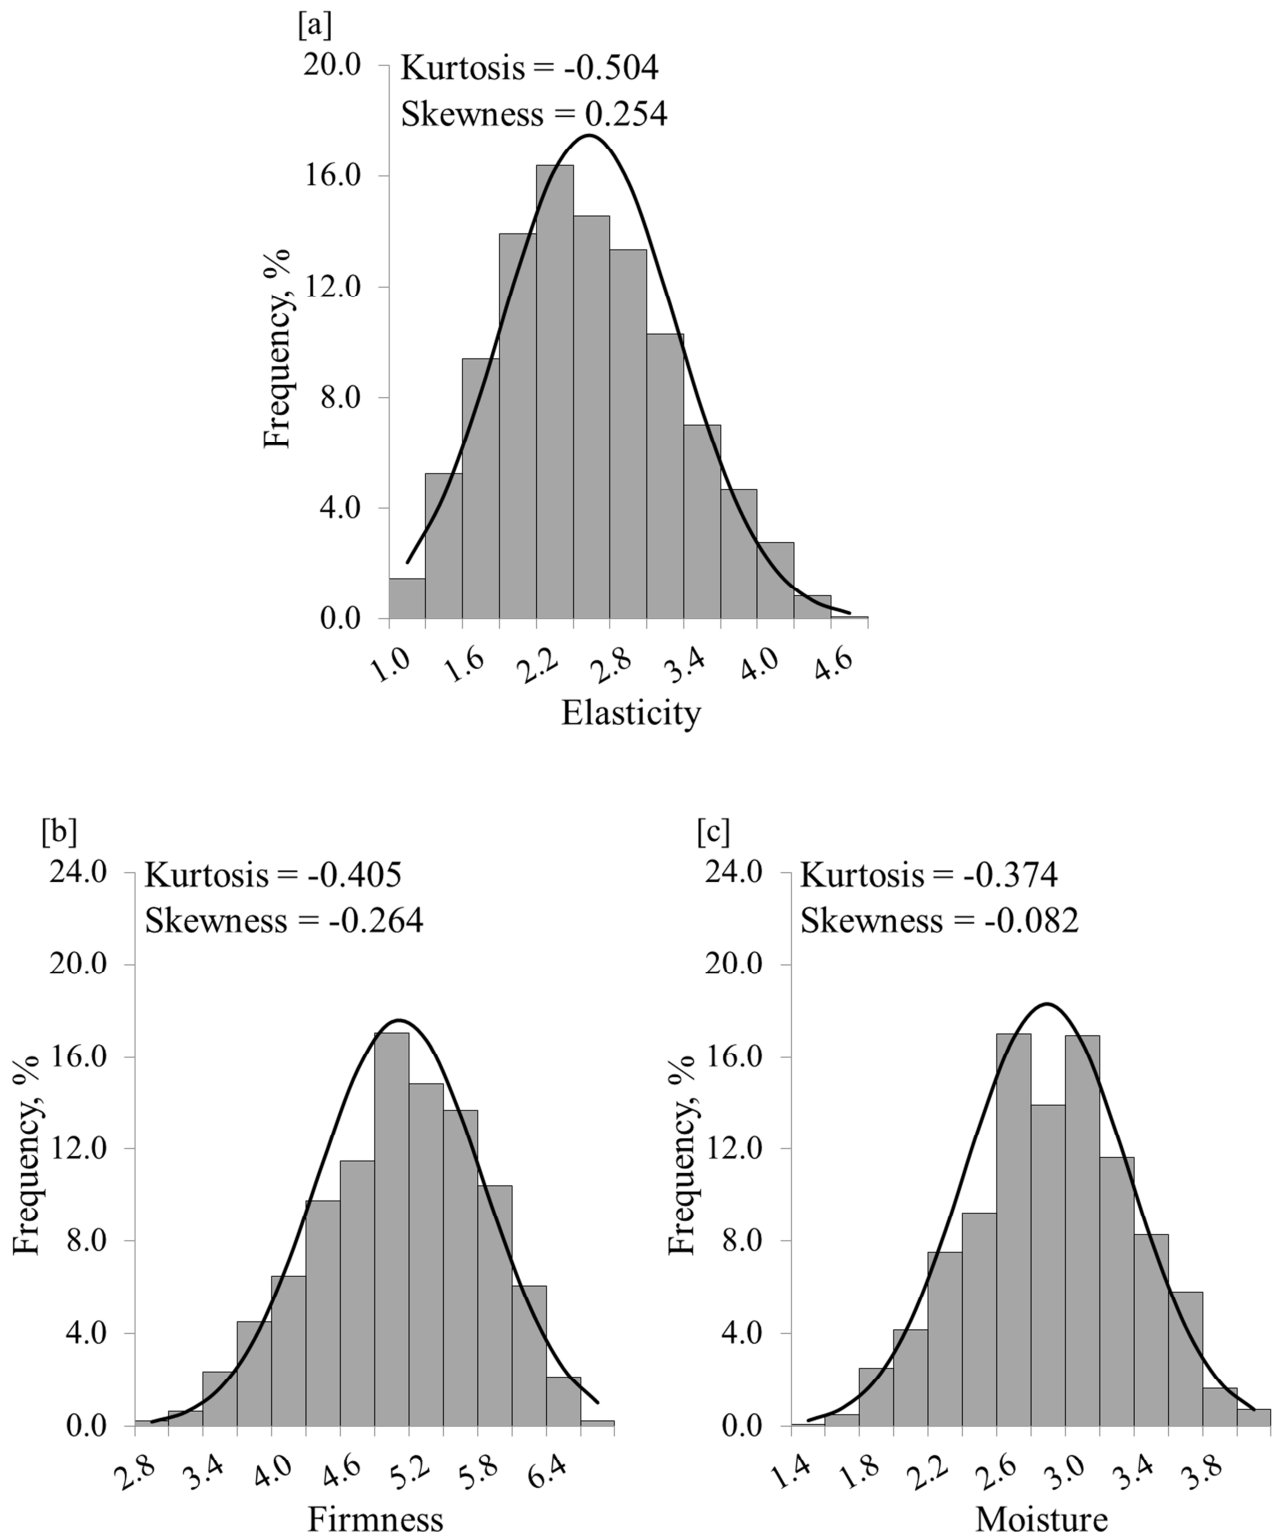 [a]
Kurtosis = -0.504
Skewness = 0.254
20.0
16.0
12.0
8.0
4.0
0.0
Frequency, %
1.0 1.6 2.2 2.8 3.4 4.0 4.6
Elasticity
[b]
Kurtosis = -0.405
Skewness = -0.264
24.0
20.0
16.0
12.0
8.0
4.0
0.0
Frequency, %
2.8 3.4 4.0 4.6 5.2 5.8 6.4
Firmness
[c]
Kurtosis = -0.374
Skewness = -0.082
24.0
20.0
16.0
12.0
8.0
4.0
0.0
Frequency, %
1.4 1.8 2.2 2.6 3.0 3.4 3.8
Moisture